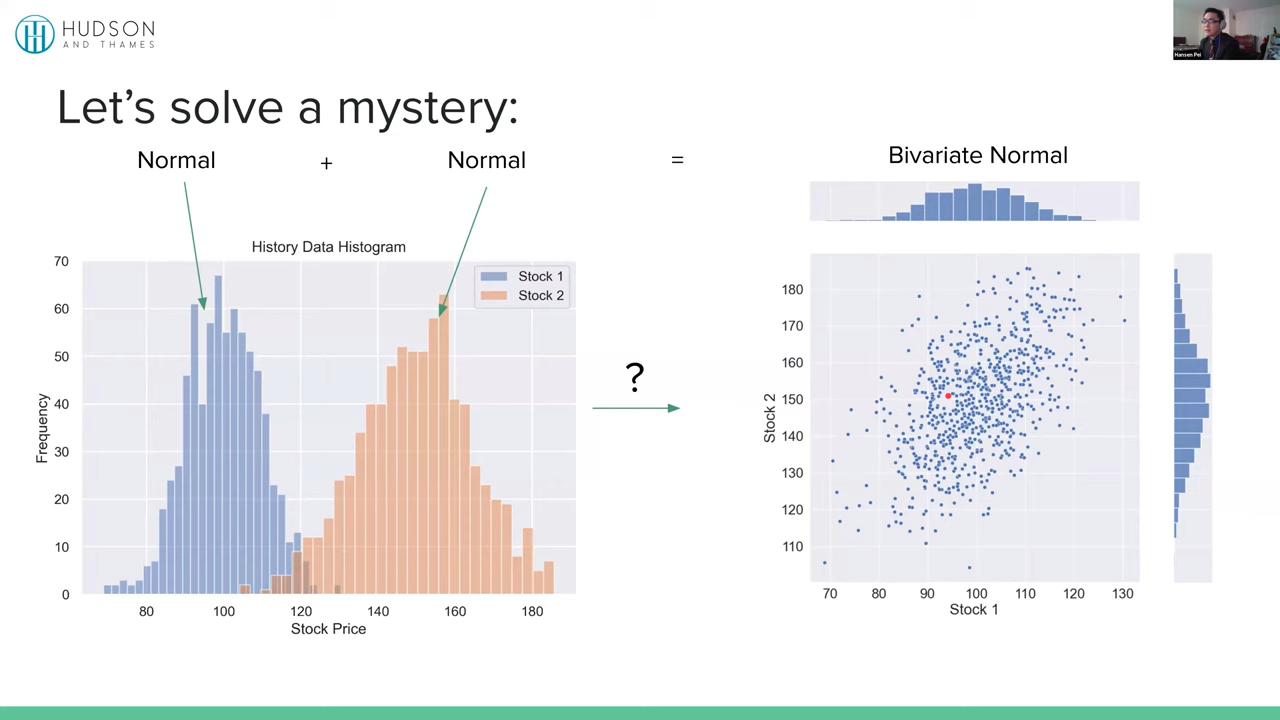 HUDSON
AND THAMES
Hansen Pei
Let's solve a mystery:
Normal + Normal = Bivariate Normal
History Data Histogram
Stock 1
Stock 2
70
60
50
40
30
20
10
0
Frequency
80 100 120 140 160 180
Stock Price
?
180
170
160
150
140
130
120
110
Stock 2
70 80 90 100 110 120 130
Stock 1